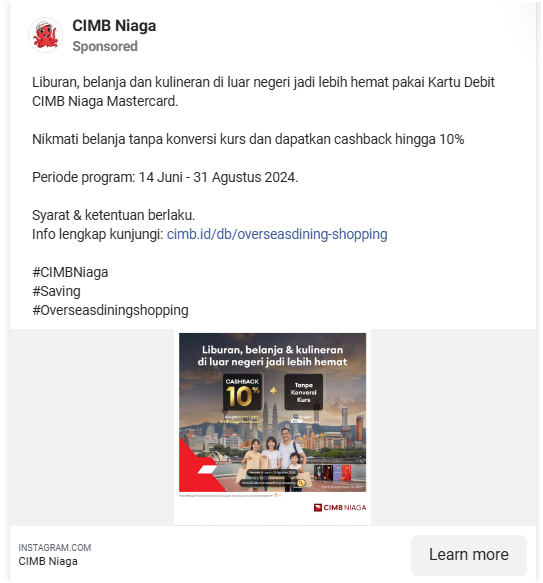 CIMB Niaga
Sponsored
Liburan, belanja dan kulineran di luar negeri jadi lebih hemat pakai Kartu Debit
CIMB Niaga Mastercard.
Nikmati belanja tanpa konversi kurs dan dapatkan cashback hingga 10%
Periode program: 14 Juni - 31 Agustus 2024.
Syarat & ketentuan berlaku.
Info lengkap kunjungi: cimb.id/db/overseasdining-shopping
#CIMBNiaga
#Saving
#Overseasdiningshopping
Liburan, belanja & kulineran
di luar negeri jadi lebih hemat
CASHBACK
10%
+
Tanpa
Konversi
Kurs
CIMB NIAGA
INSTAGRAM.COM
CIMB Niaga
Learn more